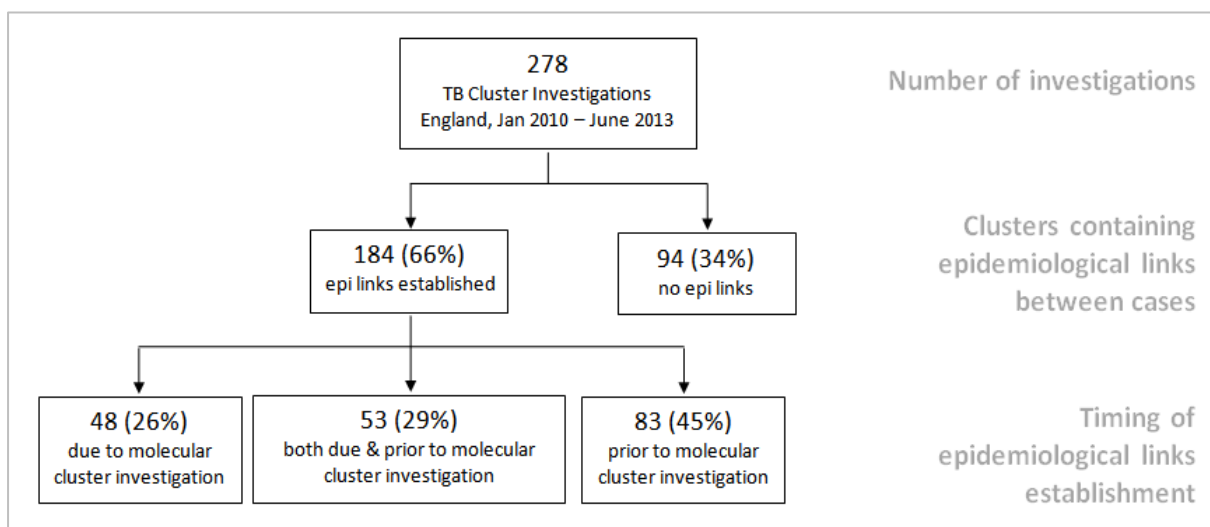 278
TB Cluster Investigations
England, Jan 2010 – June 2013
Number of investigations
184 (66%)
epi links established
94 (34%)
no epi links
Clusters containing
epidemiological links
between cases
48 (26%)
due to molecular
cluster investigation
53 (29%)
both due & prior to molecular
cluster investigation
83 (45%)
prior to molecular
cluster investigation
Timing of
epidemiological links
establishment